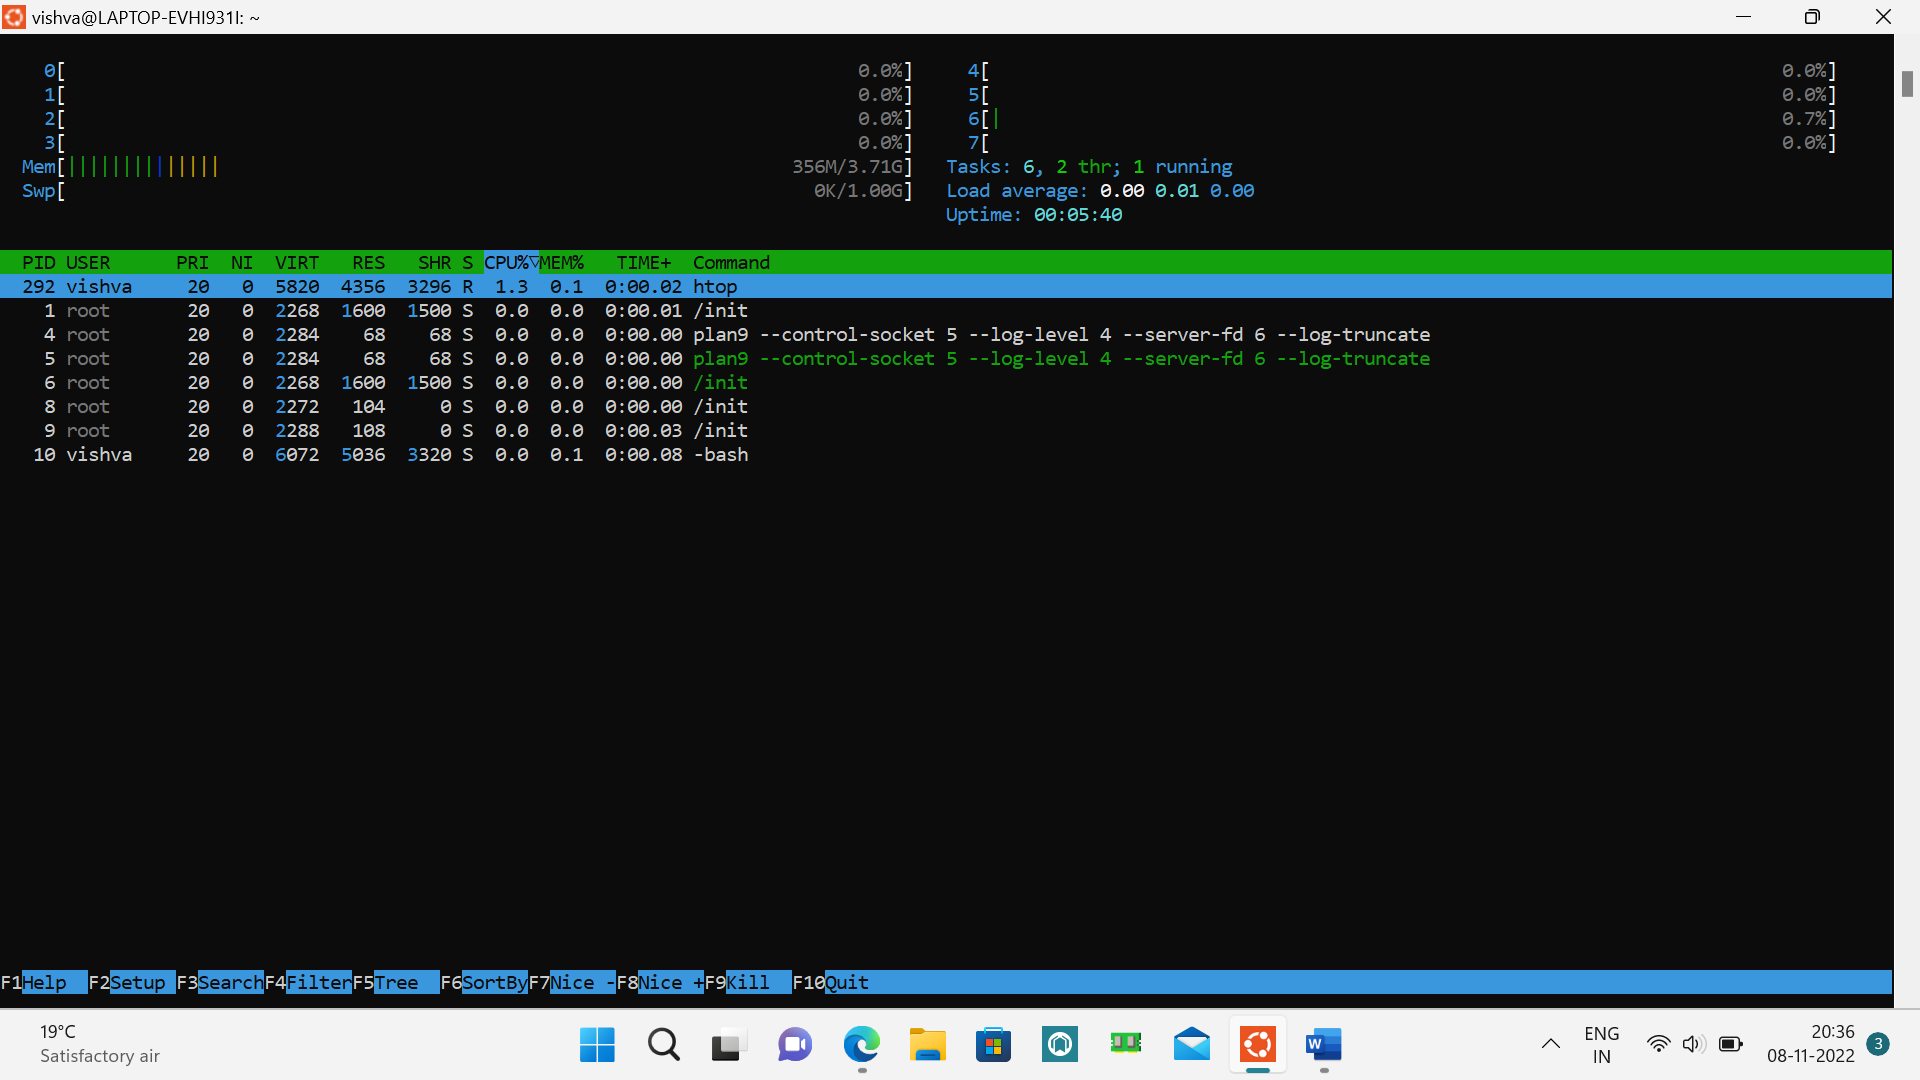 vishva@LAPTOP-EVHI931I: ~
0[ 0.0%] 4[ 0.0%]
1[ 0.0%] 5[ 0.0%]
2[ 0.0%] 6[| 0.7%]
3[ 0.0%] 7[ 0.0%]
Mem[|||||||||||||| 356M/3.71G] Tasks: 6, 2 thr; 1 running
Swp[ 0K/1.00G] Load average: 0.00 0.01 0.00
Uptime: 00:05:40
PID USER PRI NI VIRT RES SHR S CPU%▽MEM% TIME+ Command
292 vishva 20 0 5820 4356 3296 R 1.3 0.1 0:00.02 htop
1 root 20 0 2268 1600 1500 S 0.0 0.0 0:00.01 /init
4 root 20 0 2284 68 68 S 0.0 0.0 0:00.00 plan9 --control-socket 5 --log-level 4 --server-fd 6 --log-truncate
5 root 20 0 2284 68 68 S 0.0 0.0 0:00.00 plan9 --control-socket 5 --log-level 4 --server-fd 6 --log-truncate
6 root 20 0 2268 1600 1500 S 0.0 0.0 0:00.00 /init
8 root 20 0 2272 104 0 S 0.0 0.0 0:00.00 /init
9 root 20 0 2288 108 0 S 0.0 0.0 0:00.03 /init
10 vishva 20 0 6072 5036 3320 S 0.0 0.1 0:00.08 -bash
F1Help F2Setup F3SearchF4FilterF5Tree F6SortByF7Nice -F8Nice +F9Kill F10Quit
19°C
Satisfactory air
W
ENG
IN
20:36
08-11-2022
3